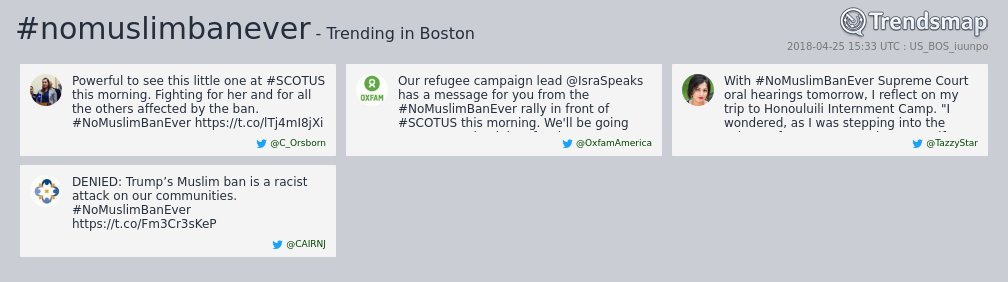 #nomuslimbanever - Trending in Boston
Trendsmap
2018-04-25 15:33 UTC : US_BOS_iuunpo
Powerful to see this little one at #SCOTUS
this morning. Fighting for her and for all
the others affected by the ban.
#NoMuslimBanEver https://t.co/lTj4mI8jXi
@C_Orsborn
OXFAM
Our refugee campaign lead @IsraSpeaks
has a message for you from the
#NoMuslimBanEver rally in front of
#SCOTUS this morning. We'll be going
@OxfamAmerica
With #NoMuslimBanEver Supreme Court
oral hearings tomorrow, I reflect on my
trip to Honouluili Internment Camp. "I
wondered, as I was stepping into the
@TazzyStar
DENIED: Trump’s Muslim ban is a racist
attack on our communities.
#NoMuslimBanEver
https://t.co/Fm3Cr3sKeP
@CAIRNJ